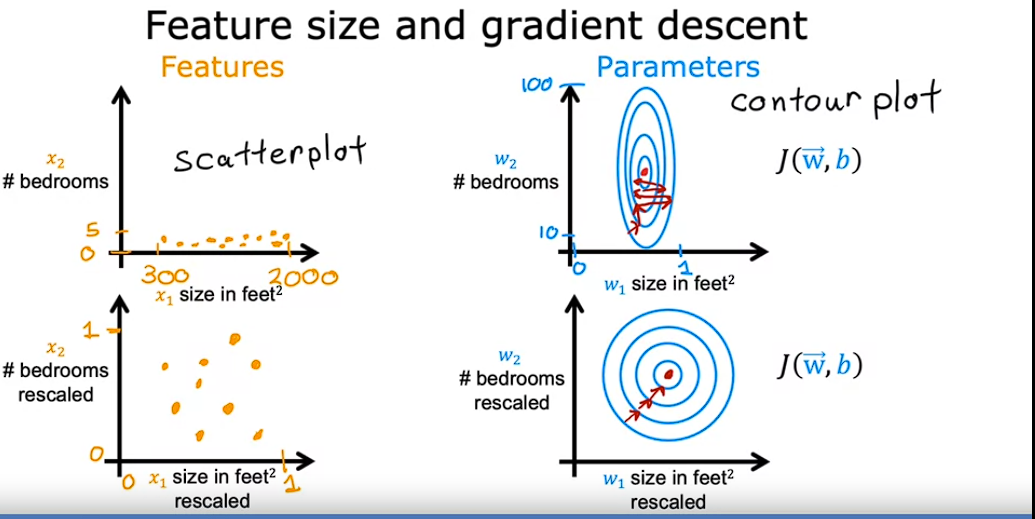 Feature size and gradient descent
Features
Parameters
scatterplot
x₂
# bedrooms
5
0
300
2000
x₁ size in feet²
100
contour plot
w₂
# bedrooms
J(w⃗, b)
10
0
1
w₁ size in feet²
1
x₂
# bedrooms
rescaled
0
0
x₁ size in feet²
1
rescaled
w₂
# bedrooms
rescaled
J(w⃗, b)
w₁ size in feet²
rescaled